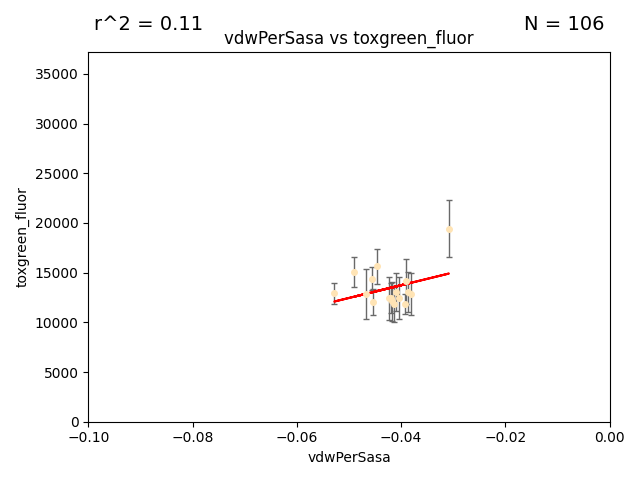 r^2 = 0.11
N = 106
vdwPerSasa vs toxgreen_fluor
toxgreen_fluor
35000
30000
25000
20000
15000
10000
5000
0
−0.10
−0.08
−0.06
−0.04
−0.02
0.00
vdwPerSasa